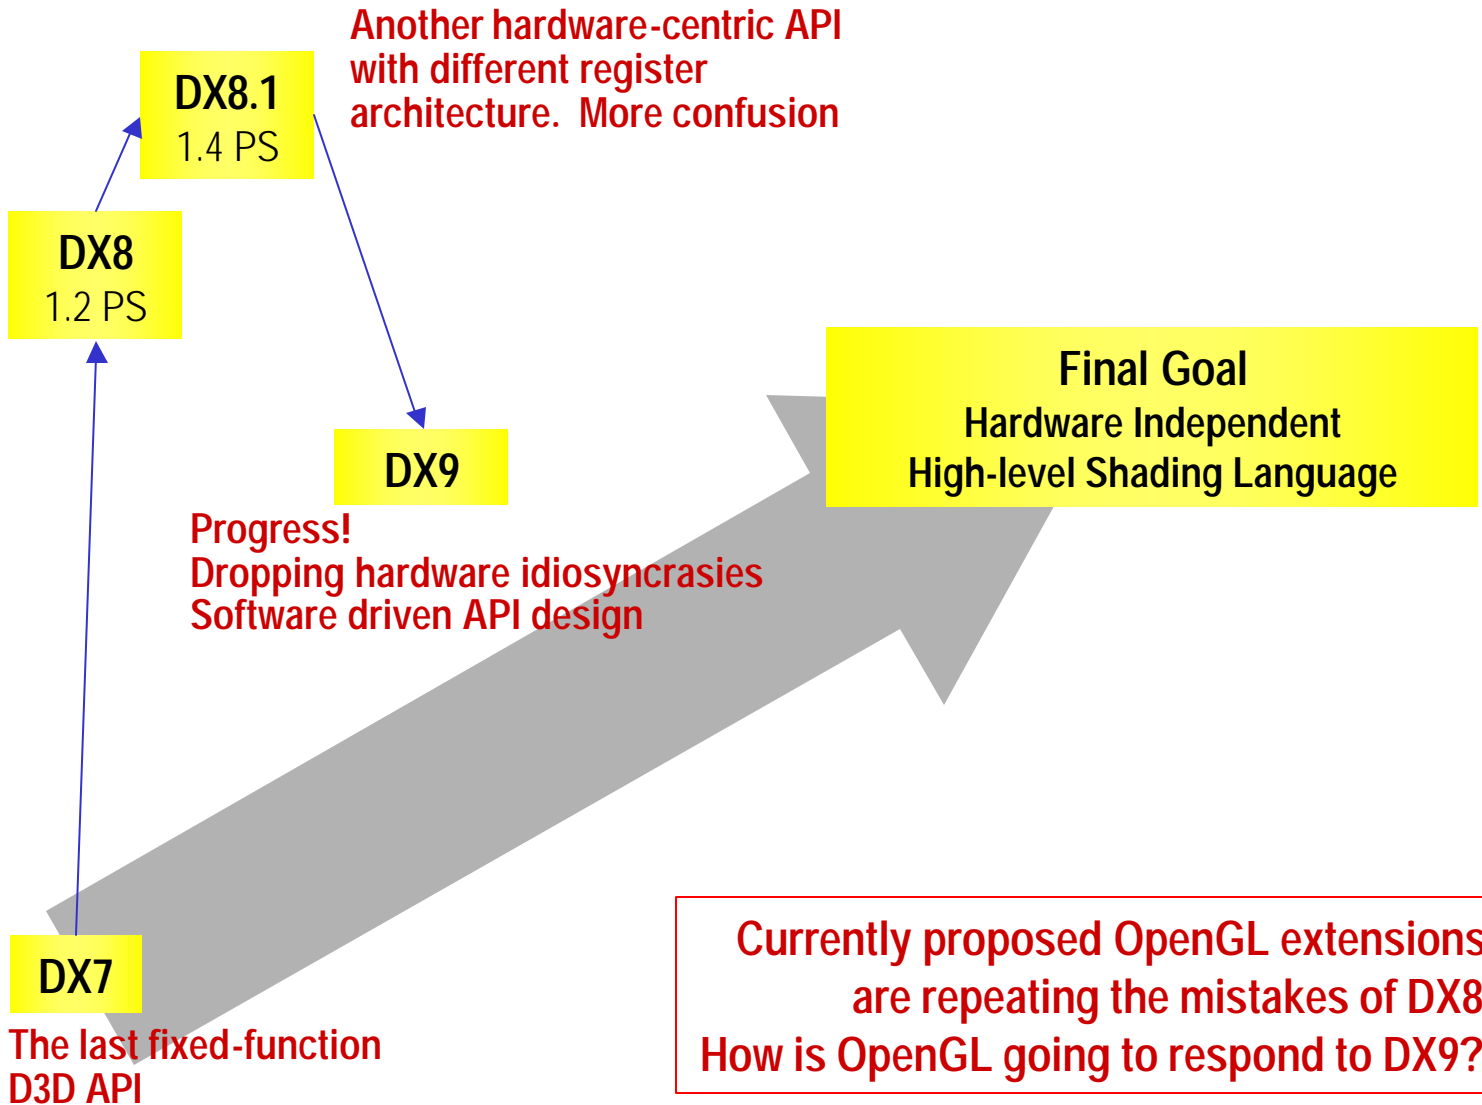 Another hardware-centric API
with different register
architecture.  More confusion
DX8.1
1.4 PS
DX8
1.2 PS
Final Goal
Hardware Independent
High-level Shading Language
DX9
Progress!
Dropping hardware idiosyncrasies
Software driven API design
DX7
The last fixed-function
D3D API
Currently proposed OpenGL extensions
are repeating the mistakes of DX8
How is OpenGL going to respond to DX9?